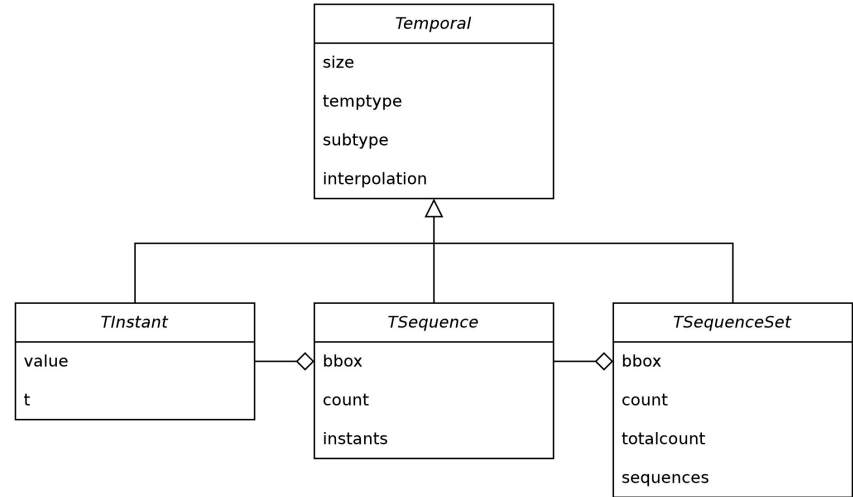 Temporal
size
temptype
subtype
interpolation
TInstant
value
t
TSequence
bbox
count
instants
TSequenceSet
bbox
count
totalcount
sequences